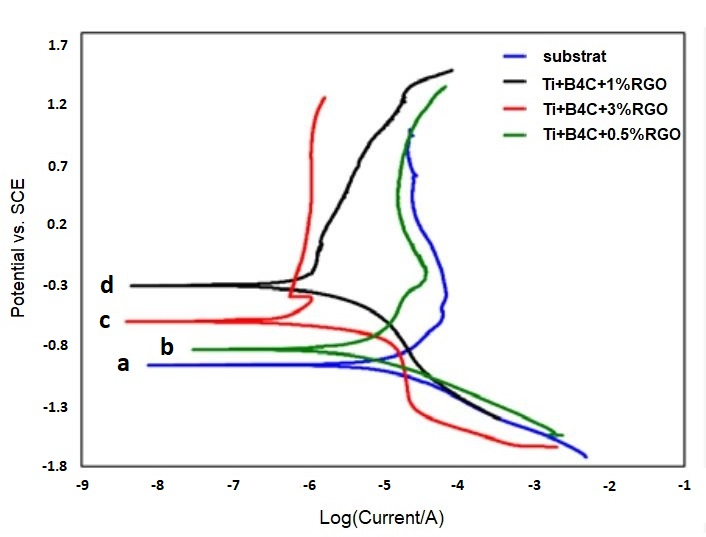 1.7
1.2
0.7
0.2
-0.3
-0.8
-1.3
-1.8
Potential vs. SCE
substrat
Ti+B4C+1%RGO
Ti+B4C+3%RGO
Ti+B4C+0.5%RGO
d
c
b
a
-9 -8 -7 -6 -5 -4 -3 -2 -1
Log(Current/A)